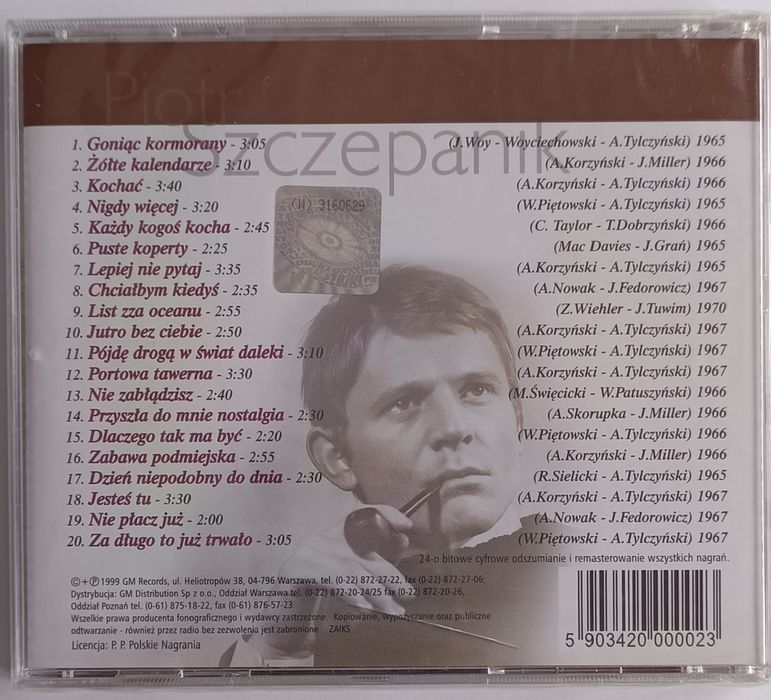 Piotr
Szczepanik
1. Goniąc kormorany - 3:05 (J.Woy - Woyciechowski - A.Tylczyński) 1965
2. Żółte kalendarze - 3:10 (A.Korzyński - J.Miller) 1966
3. Kochać - 3:40 (A.Korzyński - A.Tylczyński) 1966
4. Nigdy więcej - 3:20 (W.Piętowski - A.Tylczyński) 1965
5. Każdy kogoś kocha - 2:45 (C. Taylor - T.Dobrzyński) 1966
6. Puste koperty - 2:25 (Mac Davies - J.Grań) 1965
7. Lepiej nie pytaj - 3:35 (A.Korzyński - A.Tylczyński) 1965
8. Chciałbym kiedyś - 2:35 (A.Nowak - J.Fedorowicz) 1967
9. List zza oceanu - 2:55 (Z.Wiehler - J.Tuwim) 1970
10. Jutro bez ciebie - 2:50 (A.Korzyński - A.Tylczyński) 1967
11. Pójdę drogą w świat daleki - 3:10 (W.Piętowski - A.Tylczyński) 1967
12. Portowa tawerna - 3:30 (A.Korzyński - A.Tylczyński) 1967
13. Nie zabłądzisz - 2:40 (M.Święcicki - W.Patuszyński) 1966
14. Przyszła do mnie nostalgia - 2:30 (A.Skorupka - J.Miller) 1966
15. Dlaczego tak ma być - 2:20 (W.Piętowski - A.Tylczyński) 1966
16. Zabawa podmiejska - 2:55 (A.Korzyński - J.Miller) 1966
17. Dzień niepodobny do dnia - 2:30 (R.Sielicki - A.Tylczyński) 1965
18. Jesteś tu - 3:30 (A.Korzyński - A.Tylczyński) 1967
19. Nie płacz już - 2:00 (A.Nowak - J.Fedorowicz) 1967
20. Za długo to już trwało - 3:05 (W.Piętowski - A.Tylczyński) 1967
(W) 3160629
24-o bitowe cyfrowe odszumianie i remasterowanie wszystkich nagrań.
©+℗ 1999 GM Records, ul. Heliotropów 38, 04-796 Warszawa, tel. (0-22) 872-27-22, fax (0-22) 872-27-06;
Dystrybucja: GM Distribution Sp z o.o., Oddział Warszawa tel. (0-22) 872-20-24/25 fax (0-22) 872-20-26,
Oddział Poznań tel. (0-61) 875-18-22, fax (0-61) 876-57-23
Wszelkie prawa producenta fonograficznego i wydawcy zastrzeżone. Kopiowanie, wypożyczanie oraz publiczne
odtwarzanie - również przez radio bez zezwolenia jest zabronione ZAIKS
Licencja: P. P. Polskie Nagrania
5 903420 000023